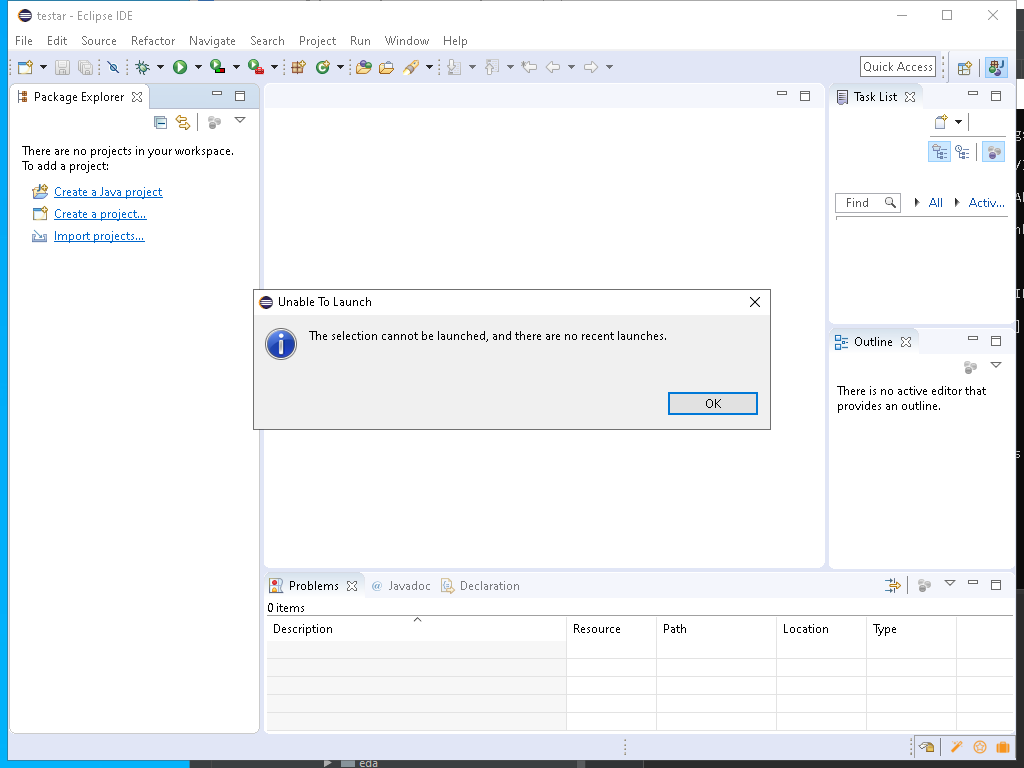 testar - Eclipse IDE
File Edit Source Refactor Navigate Search Project Run Window Help
Quick Access
Package Explorer
There are no projects in your workspace.
To add a project:
Create a Java project
Create a project...
Import projects...
Task List
Find All Activ...
Unable To Launch
The selection cannot be launched, and there are no recent launches.
OK
Outline
There is no active editor that
provides an outline.
Problems @ Javadoc Declaration
0 items
Description Resource Path Location Type
eda